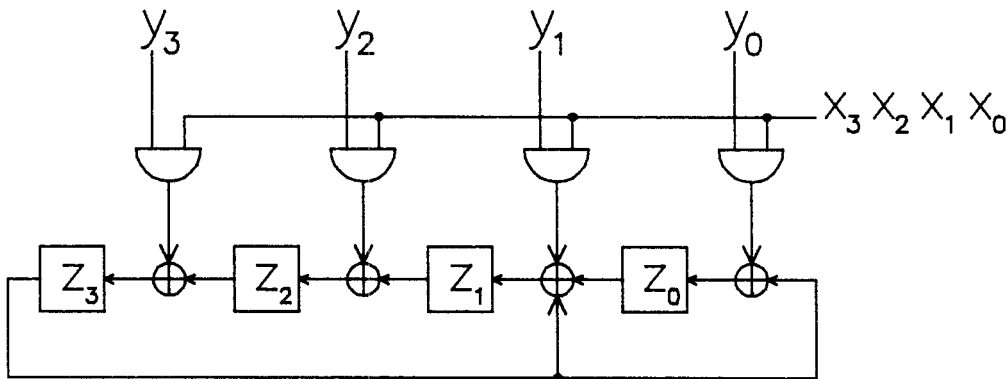 y₃ y₂ y₁ y₀
X₃ X₂ X₁ X₀
Z₃ Z₂ Z₁ Z₀